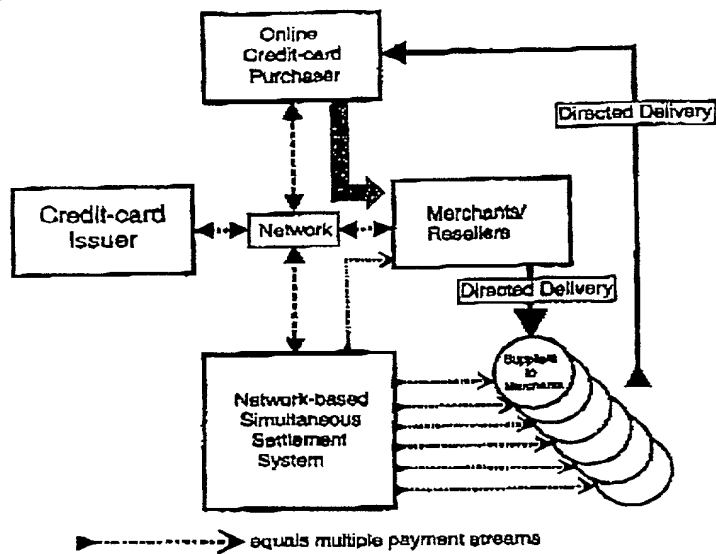 Online
Credit-card
Purchaser
Directed Delivery
Credit-card
Issuer
Network
Merchants/
Resellers
Directed Delivery
Suppliers
to
Merchants
Network-based
Simultaneous
Settlement
System
equals multiple payment streams